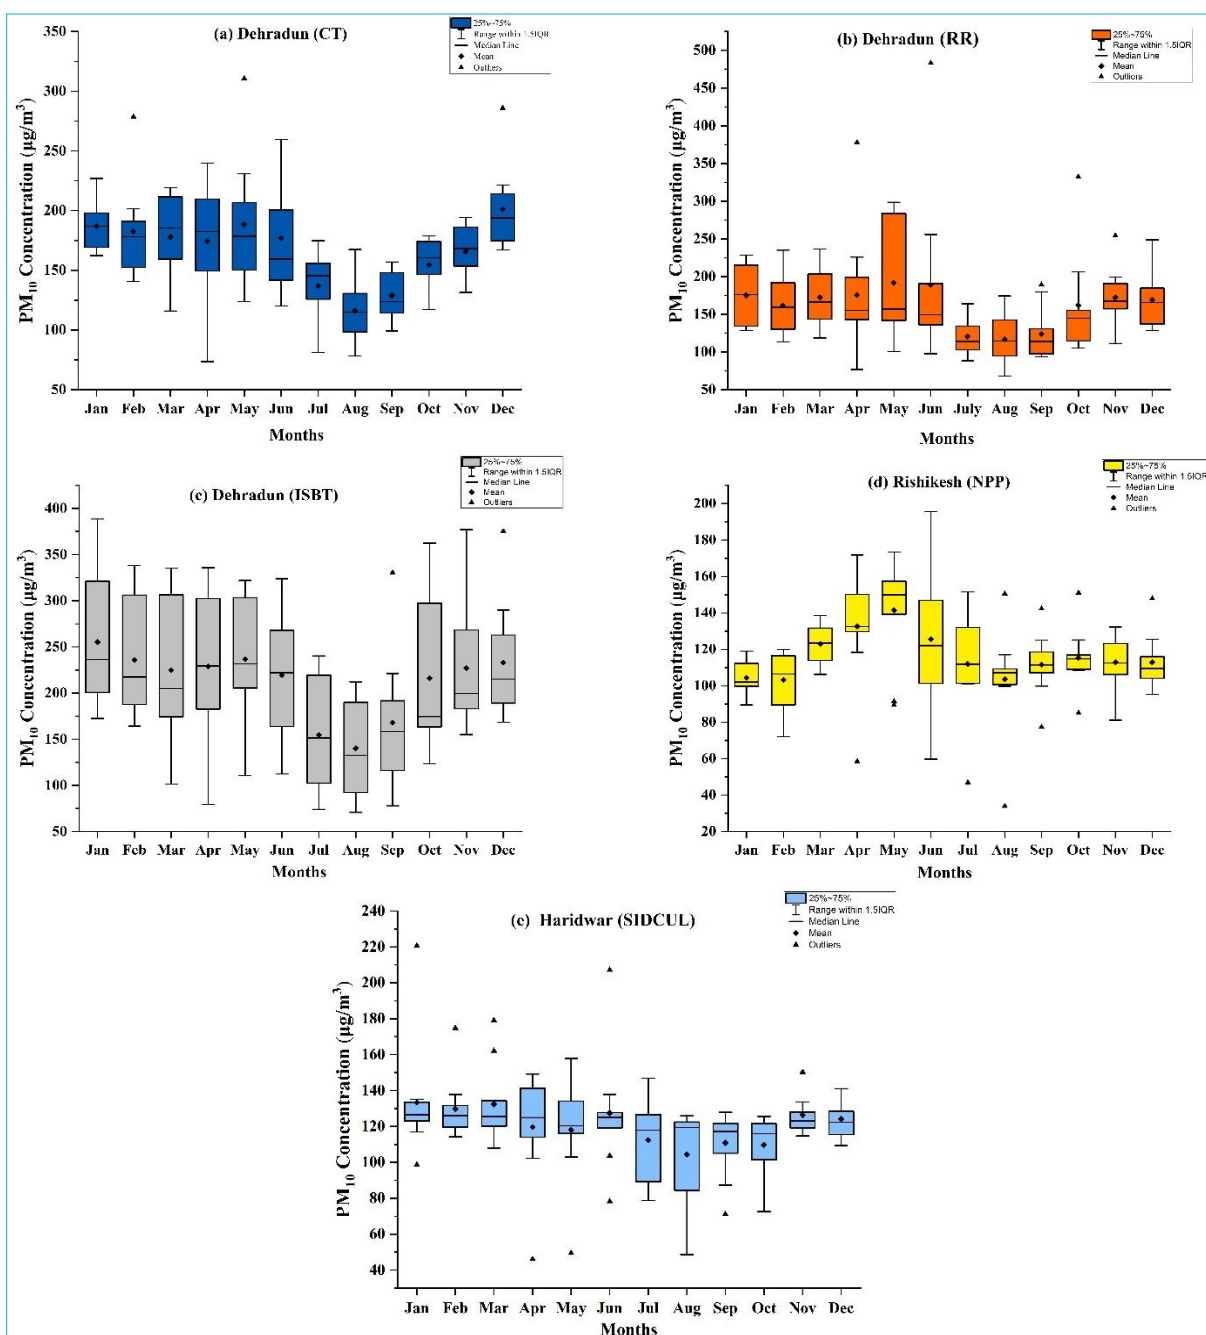 (a) Dehradun (CT)
25%~75%
Range within 1.5IQR
Median Line
Mean
Outliers
PM10 Concentration (µg/m³)
350
300
250
200
150
100
50
Jan Feb Mar Apr May Jun Jul Aug Sep Oct Nov Dec
Months
(b) Dehradun (RR)
25%~75%
Range within 1.5IQR
Median Line
Mean
Outliers
PM10 Concentration (µg/m³)
500
450
400
350
300
250
200
150
100
50
Jan Feb Mar Apr May Jun July Aug Sep Oct Nov Dec
Months
(c) Dehradun (ISBT)
25%~75%
Range within 1.5IQR
Median Line
Mean
Outliers
PM10 Concentration (µg/m³)
400
350
300
250
200
150
100
50
Jan Feb Mar Apr May Jun Jul Aug Sep Oct Nov Dec
Months
(d) Rishikesh (NPP)
25%~75%
Range within 1.5IQR
Median Line
Mean
Outliers
PM10 Concentration (µg/m³)
200
180
160
140
120
100
80
60
40
20
Jan Feb Mar Apr May Jun Jul Aug Sep Oct Nov Dec
Months
(e) Haridwar (SIDCUL)
25%~75%
Range within 1.5IQR
Median Line
Mean
Outliers
PM10 Concentration (µg/m³)
240
220
200
180
160
140
120
100
80
60
40
Jan Feb Mar Apr May Jun Jul Aug Sep Oct Nov Dec
Months